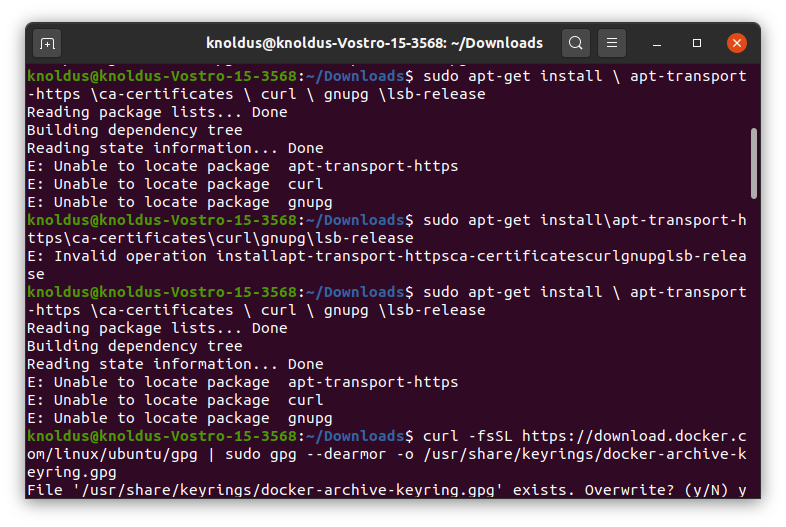 knoldus@knoldus-Vostro-15-3568: ~/Downloads
knoldus@knoldus-Vostro-15-3568:~/Downloads$ sudo apt-get install \ apt-transport
-https \ca-certificates \ curl \ gnupg \lsb-release
Reading package lists... Done
Building dependency tree
Reading state information... Done
E: Unable to locate package  apt-transport-https
E: Unable to locate package  curl
E: Unable to locate package  gnupg
knoldus@knoldus-Vostro-15-3568:~/Downloads$ sudo apt-get install\apt-transport-h
ttps\ca-certificates\curl\gnupg\lsb-release
E: Invalid operation installapt-transport-httpsca-certificatescurlgnupglsb-relea
se
knoldus@knoldus-Vostro-15-3568:~/Downloads$ sudo apt-get install \ apt-transport
-https \ca-certificates \ curl \ gnupg \lsb-release
Reading package lists... Done
Building dependency tree
Reading state information... Done
E: Unable to locate package  apt-transport-https
E: Unable to locate package  curl
E: Unable to locate package  gnupg
knoldus@knoldus-Vostro-15-3568:~/Downloads$ curl -fsSL https://download.docker.c
om/linux/ubuntu/gpg | sudo gpg --dearmor -o /usr/share/keyrings/docker-archive-k
eyring.gpg
File '/usr/share/keyrings/docker-archive-keyring.gpg' exists. Overwrite? (y/N) y